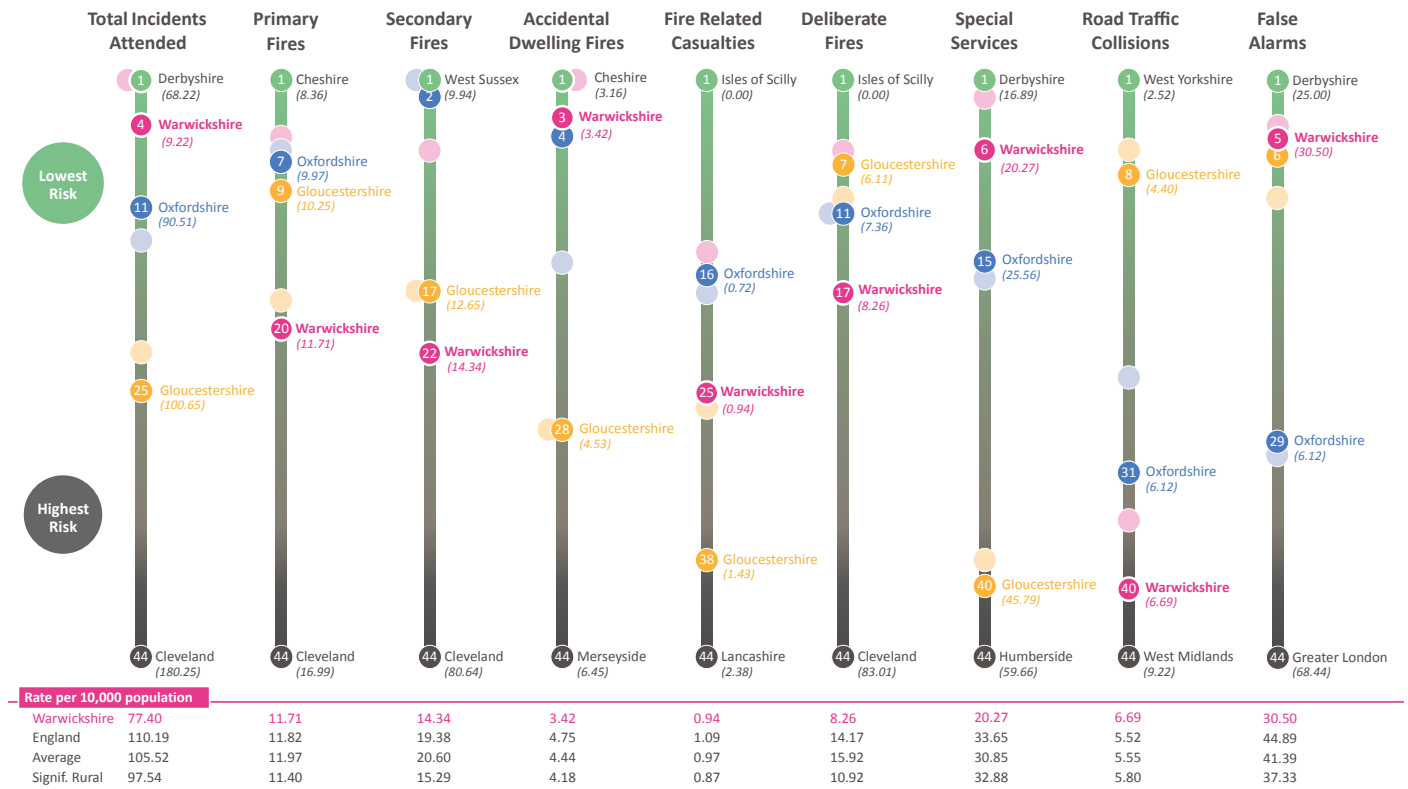 Total Incidents
Attended
Primary
Fires
Secondary
Fires
Accidental
Dwelling Fires
Fire Related
Casualties
Deliberate
Fires
Special
Services
Road Traffic
Collisions
False
Alarms
Lowest
Risk
Highest
Risk
1 Derbyshire
(68.22)
4 Warwickshire
(9.22)
11 Oxfordshire
(90.51)
25 Gloucestershire
(100.65)
44 Cleveland
(180.25)
1 Cheshire
(8.36)
7 Oxfordshire
(9.97)
9 Gloucestershire
(10.25)
20 Warwickshire
(11.71)
44 Cleveland
(16.99)
1 West Sussex
(9.94)
2
17 Gloucestershire
(12.65)
22 Warwickshire
(14.34)
44 Cleveland
(80.64)
1 Cheshire
(3.16)
3 Warwickshire
(3.42)
4
28 Gloucestershire
(4.53)
44 Merseyside
(6.45)
1 Isles of Scilly
(0.00)
16 Oxfordshire
(0.72)
25 Warwickshire
(0.94)
38 Gloucestershire
(1.43)
44 Lancashire
(2.38)
1 Isles of Scilly
(0.00)
7 Gloucestershire
(6.11)
11 Oxfordshire
(7.36)
17 Warwickshire
(8.26)
44 Cleveland
(83.01)
1 Derbyshire
(16.89)
6 Warwickshire
(20.27)
15 Oxfordshire
(25.56)
40 Gloucestershire
(45.79)
44 Humberside
(59.66)
1 West Yorkshire
(2.52)
8 Gloucestershire
(4.40)
31 Oxfordshire
(6.12)
40 Warwickshire
(6.69)
44 West Midlands
(9.22)
1 Derbyshire
(25.00)
5 Warwickshire
(30.50)
6
29 Oxfordshire
(6.12)
44 Greater London
(68.44)
Rate per 10,000 population
Warwickshire 77.40 11.71 14.34 3.42 0.94 8.26 20.27 6.69 30.50
England 110.19 11.82 19.38 4.75 1.09 14.17 33.65 5.52 44.89
Average 105.52 11.97 20.60 4.44 0.97 15.92 30.85 5.55 41.39
Signif. Rural 97.54 11.40 15.29 4.18 0.87 10.92 32.88 5.80 37.33